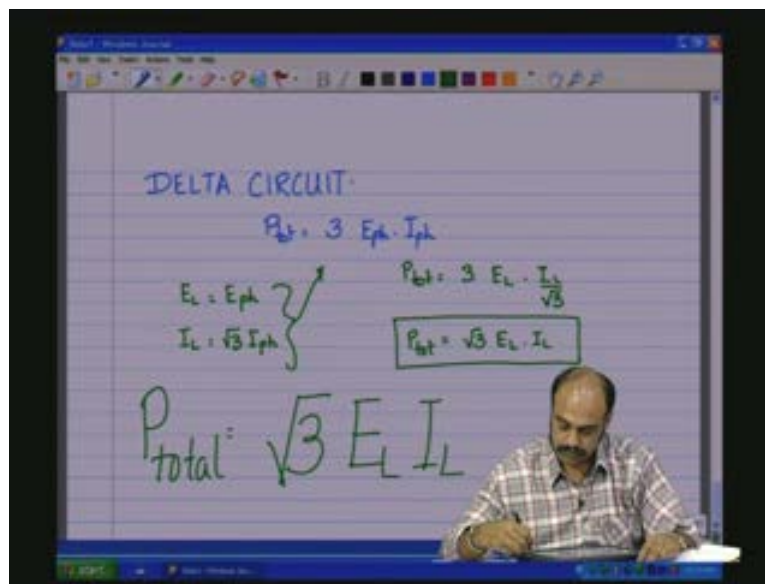 DELTA CIRCUIT.
Ptot = 3 Eph. Iph
EL = Eph
IL = √3 Iph
Ptot = 3 EL. IL/√3
Ptot = √3 EL. IL
Ptotal = √3 EL IL